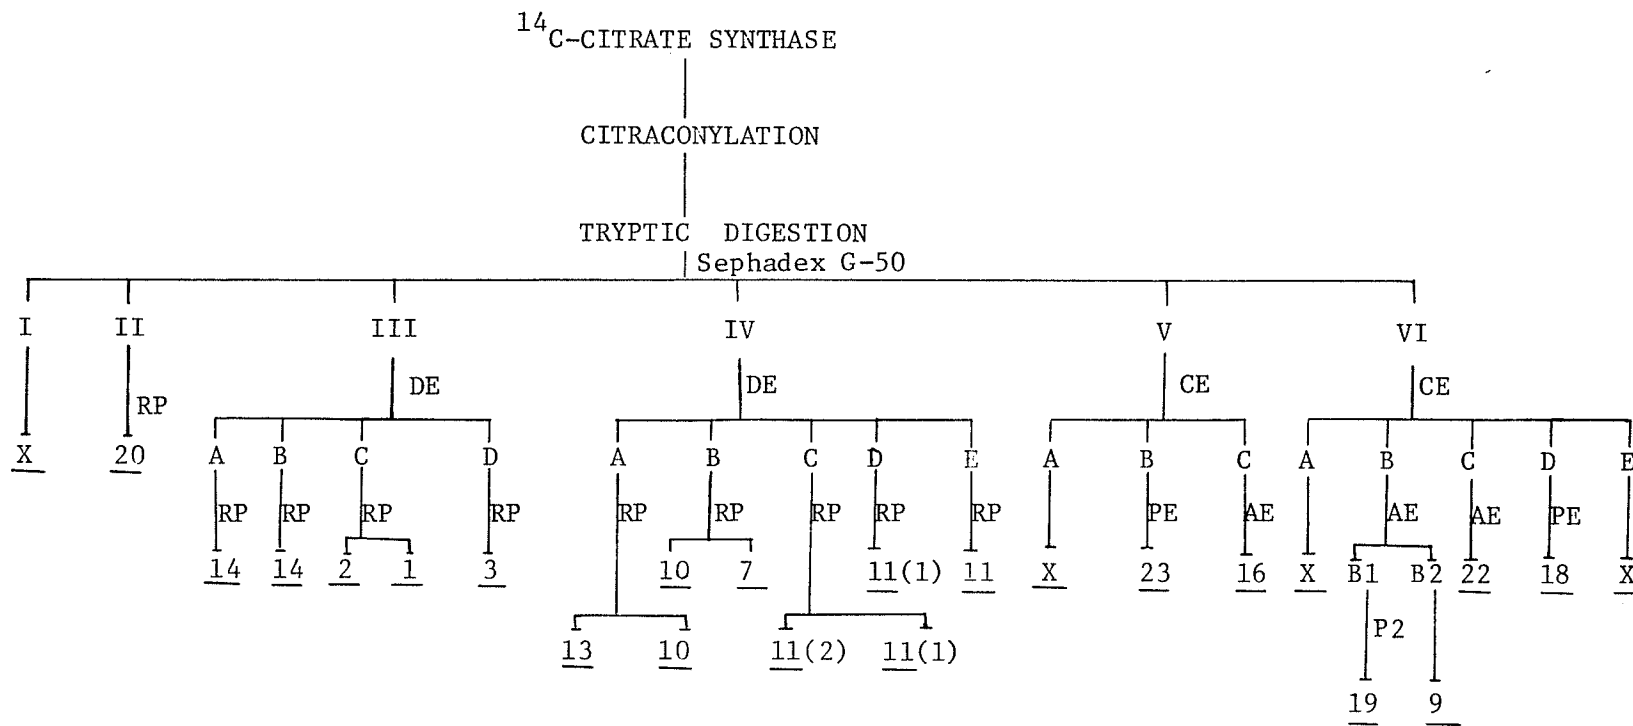 14C-CITRATE SYNTHASE
CITRACONYLATION
TRYPTIC DIGESTION
Sephadex G-50
I II III IV V VI
RP DE DE CE CE
X 20 A B C D A B C D E A B C A B C D E
RP RP RP RP RP RP RP RP RP PE AE AE AE PE
14 14 2 1 3 10 7 11(1) 11 X 23 16 X B1 B2 22 18 X
13 10 11(2) 11(1) P2
19 9